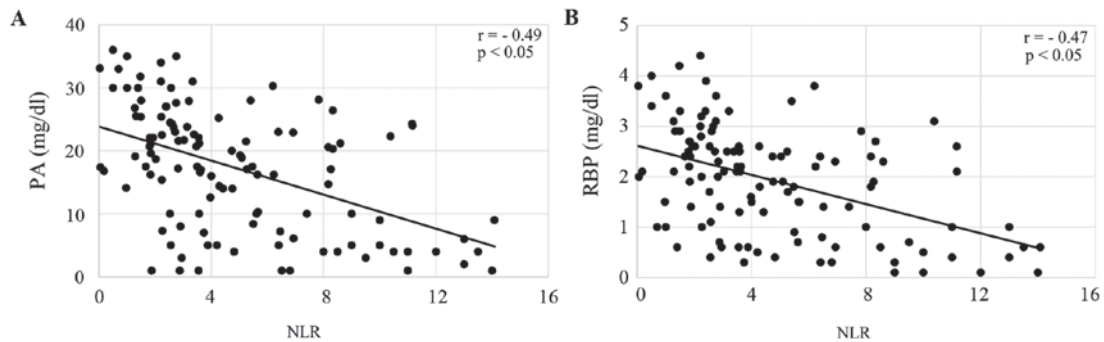 A
PA (mg/dl)
40
30
20
10
0
r = - 0.49
p < 0.05
0 4 8 12 16
NLR
B
RBP (mg/dl)
5
4
3
2
1
0
r = - 0.47
p < 0.05
0 4 8 12 16
NLR